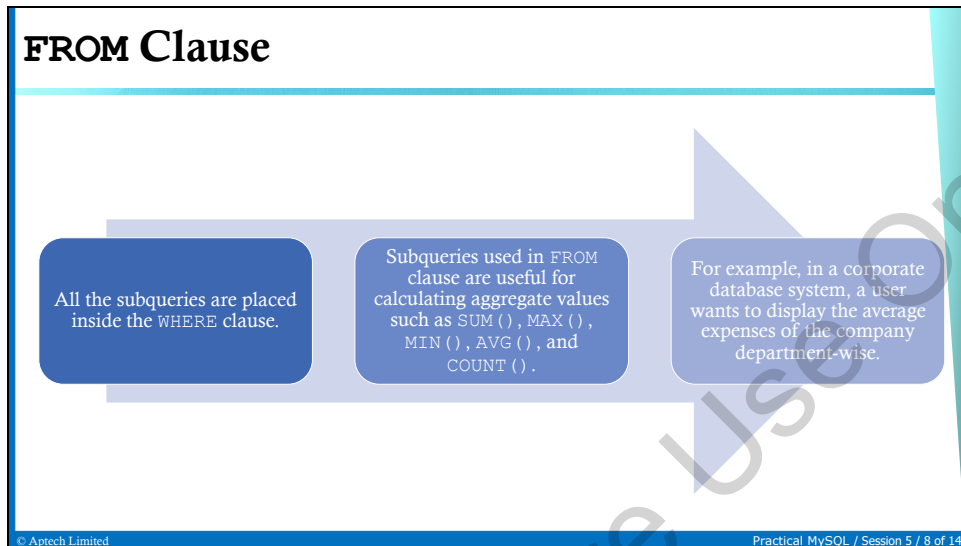 FROM Clause
All the subqueries are placed
inside the WHERE clause.
Subqueries used in FROM
clause are useful for
calculating aggregate values
such as SUM(), MAX(),
MIN(), AVG(), and
COUNT().
For example, in a corporate
database system, a user
wants to display the average
expenses of the company
department-wise.
© Aptech Limited
Practical MySQL / Session 5 / 8 of 14